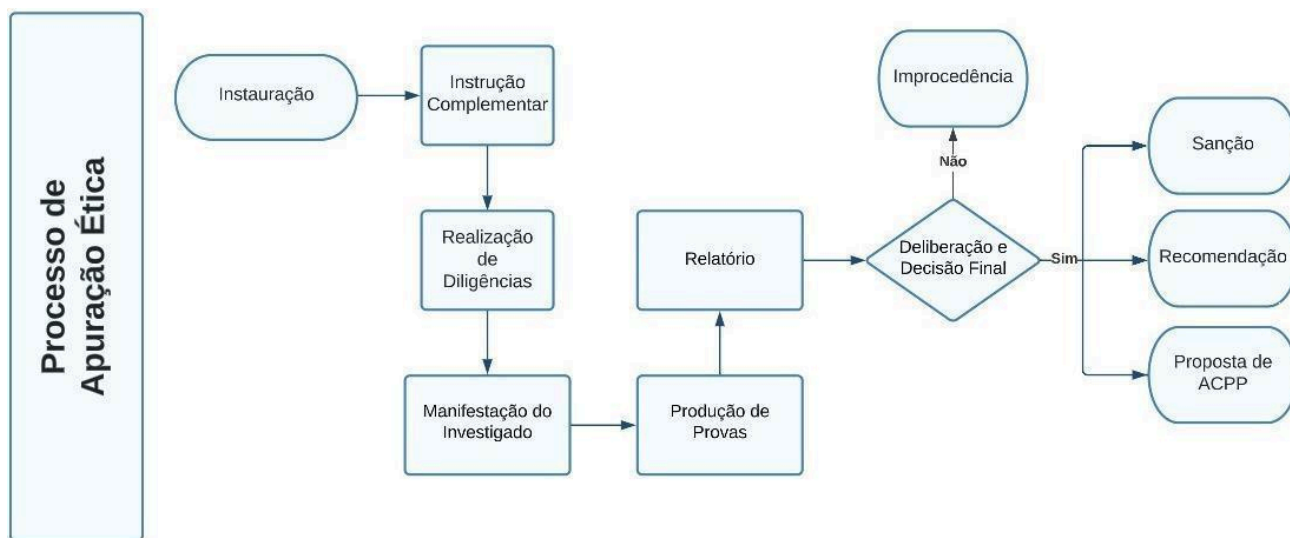 Processo de
Apuração Ética
Instauração
Instrução
Complementar
Realização
de
Diligências
Manifestação do
Investigado
Produção de
Provas
Relatório
Deliberação e
Decisão Final
Não
Improcedência
Sim
Sanção
Recomendação
Proposta de
ACPP